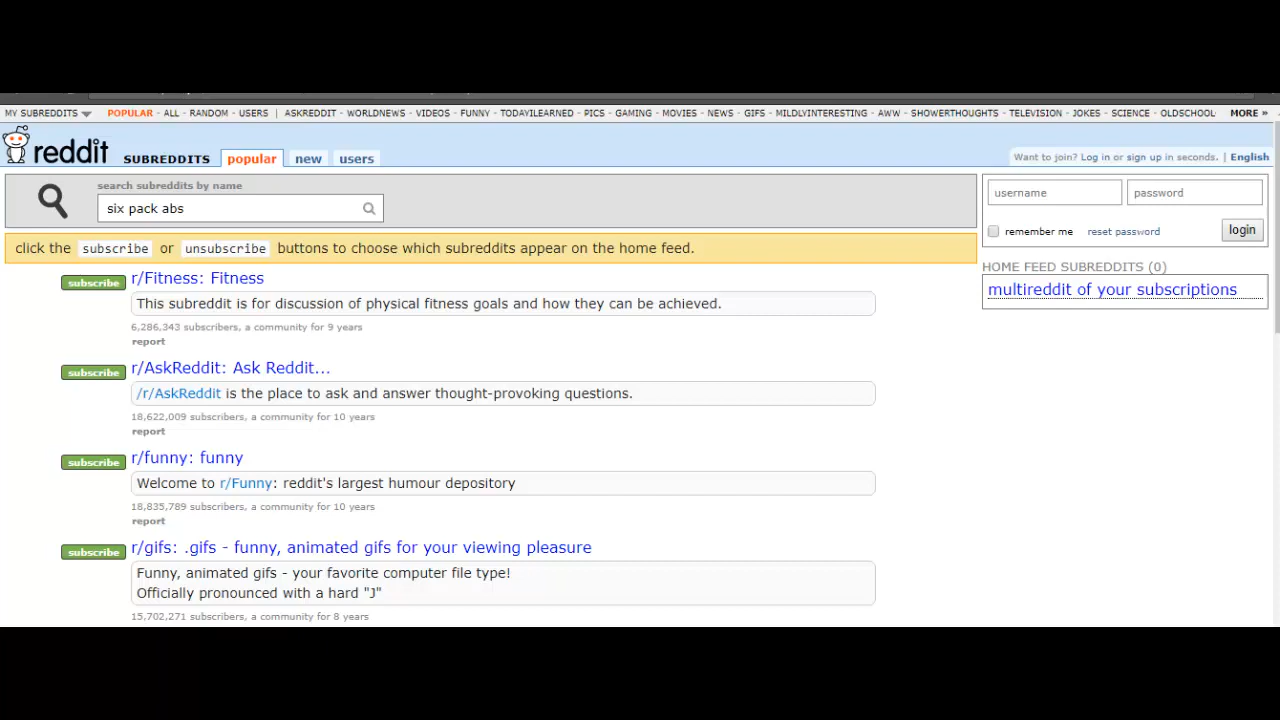 MY SUBREDDITS POPULAR - ALL - RANDOM - USERS | ASKREDDIT - WORLDNEWS - VIDEOS - FUNNY - TODAYILEARNED - PICS - GAMING - MOVIES - NEWS - GIFS - MILDLYINTERESTING - AWW - SHOWERTHOUGHTS - TELEVISION - JOKES - SCIENCE - OLDSCHOOL MORE »
reddit SUBREDDITS popular new users
Want to join? Log in or sign up in seconds. | English
search subreddits by name
six pack abs
username password
remember me reset password login
click the subscribe or unsubscribe buttons to choose which subreddits appear on the home feed.
HOME FEED SUBREDDITS (0)
multireddit of your subscriptions
subscribe r/Fitness: Fitness
This subreddit is for discussion of physical fitness goals and how they can be achieved.
6,286,343 subscribers, a community for 9 years
report
subscribe r/AskReddit: Ask Reddit...
/r/AskReddit is the place to ask and answer thought-provoking questions.
18,622,009 subscribers, a community for 10 years
report
subscribe r/funny: funny
Welcome to r/Funny: reddit's largest humour depository
18,835,789 subscribers, a community for 10 years
report
subscribe r/gifs: .gifs - funny, animated gifs for your viewing pleasure
Funny, animated gifs - your favorite computer file type!
Officially pronounced with a hard "J"
15,702,271 subscribers, a community for 8 years